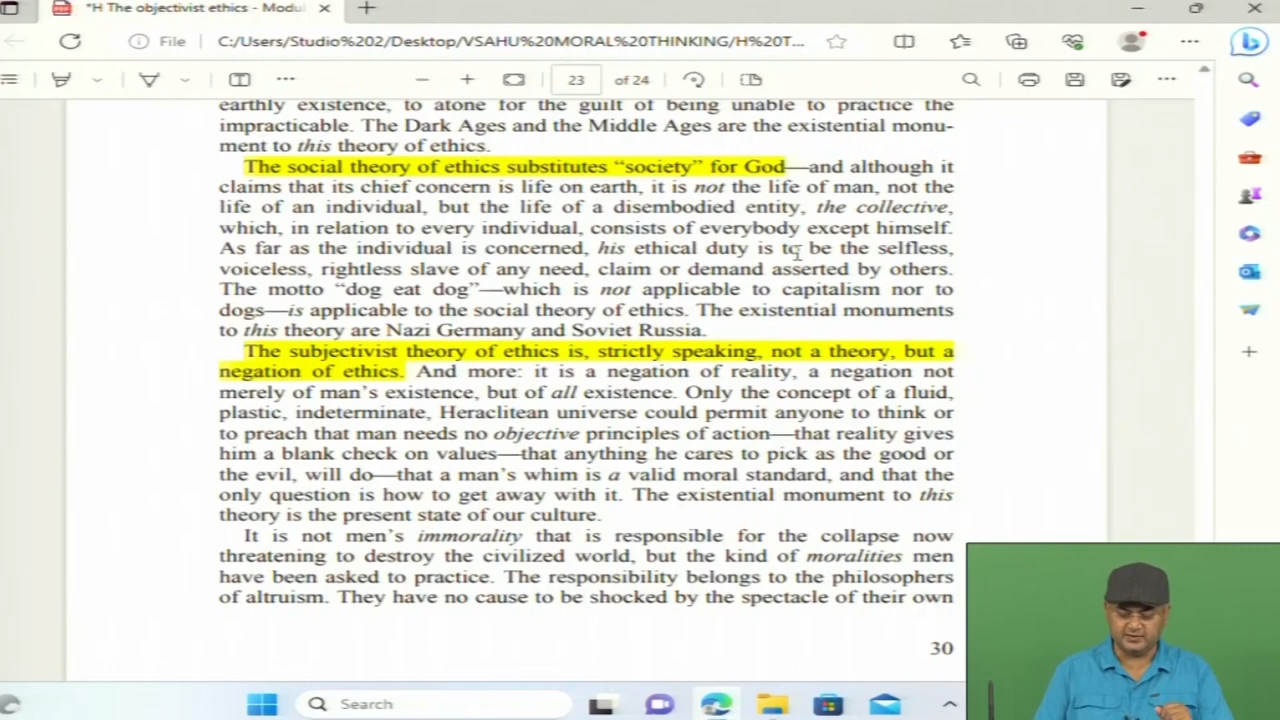 *H The objectivist ethics - Modu
File
C:/Users/Studio%202/Desktop/VSAHU%20MORAL%20THINKING/H%20T...
23 of 24
earthly existence, to atone for the guilt of being unable to practice the
impracticable. The Dark Ages and the Middle Ages are the existential monu-
ment to this theory of ethics.
The social theory of ethics substitutes “society” for God—and although it
claims that its chief concern is life on earth, it is not the life of man, not the
life of an individual, but the life of a disembodied entity, the collective,
which, in relation to every individual, consists of everybody except himself.
As far as the individual is concerned, his ethical duty is to be the selfless,
voiceless, rightless slave of any need, claim or demand asserted by others.
The motto “dog eat dog”—which is not applicable to capitalism nor to
dogs—is applicable to the social theory of ethics. The existential monuments
to this theory are Nazi Germany and Soviet Russia.
The subjectivist theory of ethics is, strictly speaking, not a theory, but a
negation of ethics. And more: it is a negation of reality, a negation not
merely of man’s existence, but of all existence. Only the concept of a fluid,
plastic, indeterminate, Heraclitean universe could permit anyone to think or
to preach that man needs no objective principles of action—that reality gives
him a blank check on values—that anything he cares to pick as the good or
the evil, will do—that a man’s whim is a valid moral standard, and that the
only question is how to get away with it. The existential monument to this
theory is the present state of our culture.
It is not men’s immorality that is responsible for the collapse now
threatening to destroy the civilized world, but the kind of moralities men
have been asked to practice. The responsibility belongs to the philosophers
of altruism. They have no cause to be shocked by the spectacle of their own
30
Search